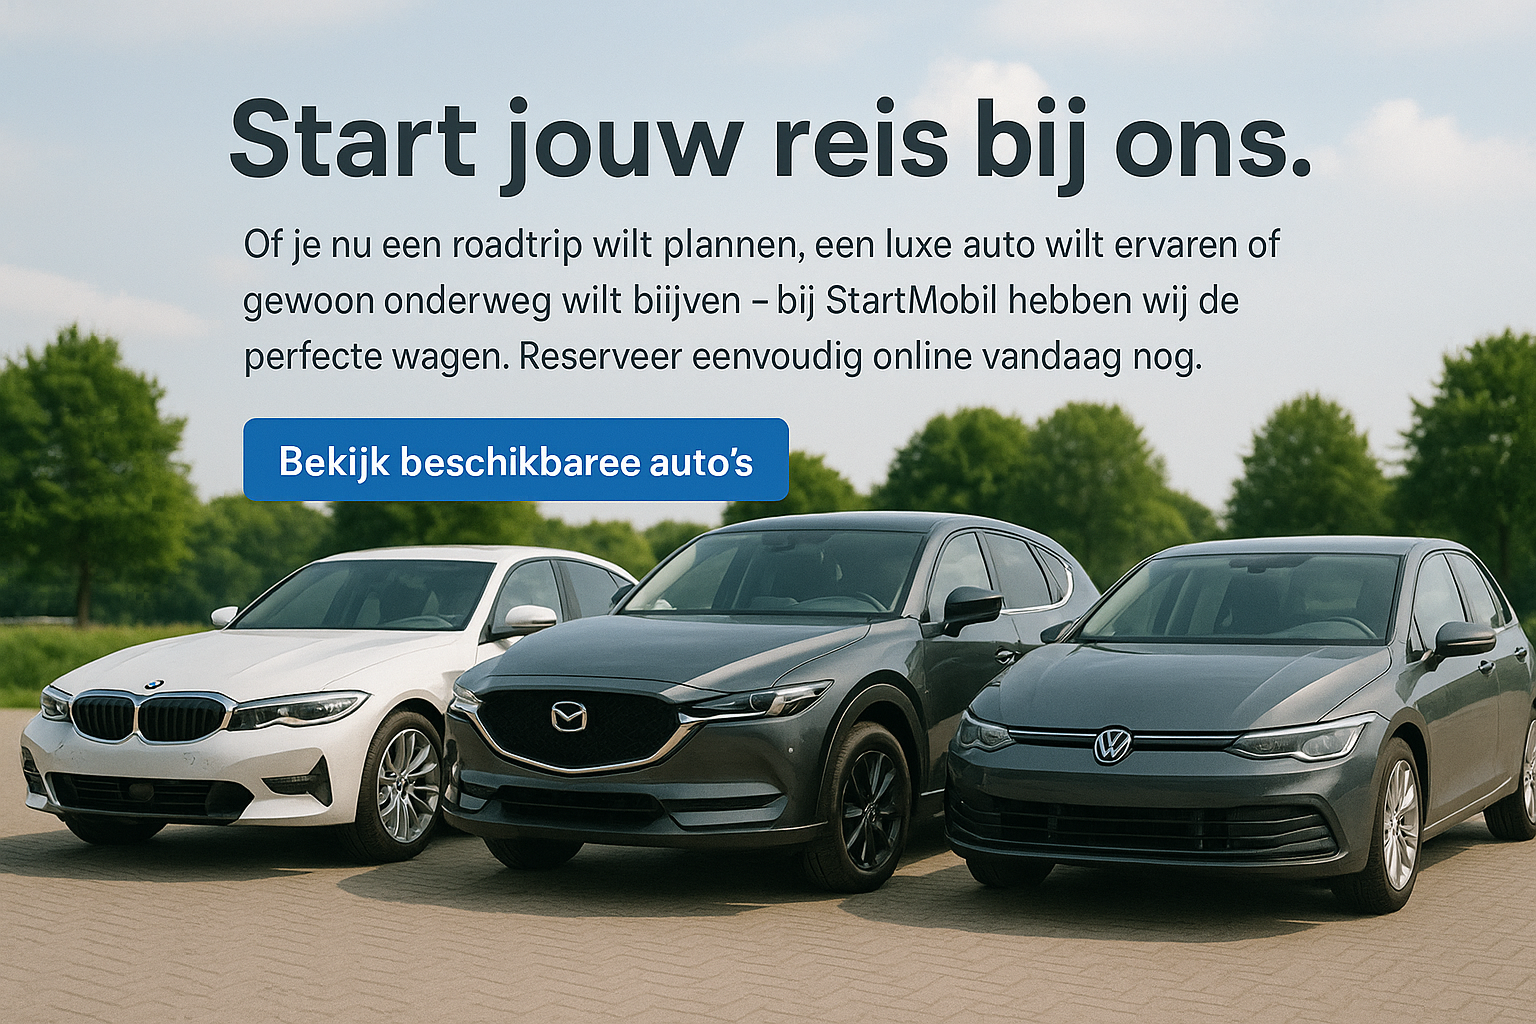 Start jouw reis bij ons.
Of je nu een roadtrip wilt plannen, een luxe auto wilt ervaren of
gewoon onderweg wilt biijven – bij StartMobil hebben wij de
perfecte wagen. Reserveer eenvoudig online vandaag nog.
Bekijk beschikbaree auto's